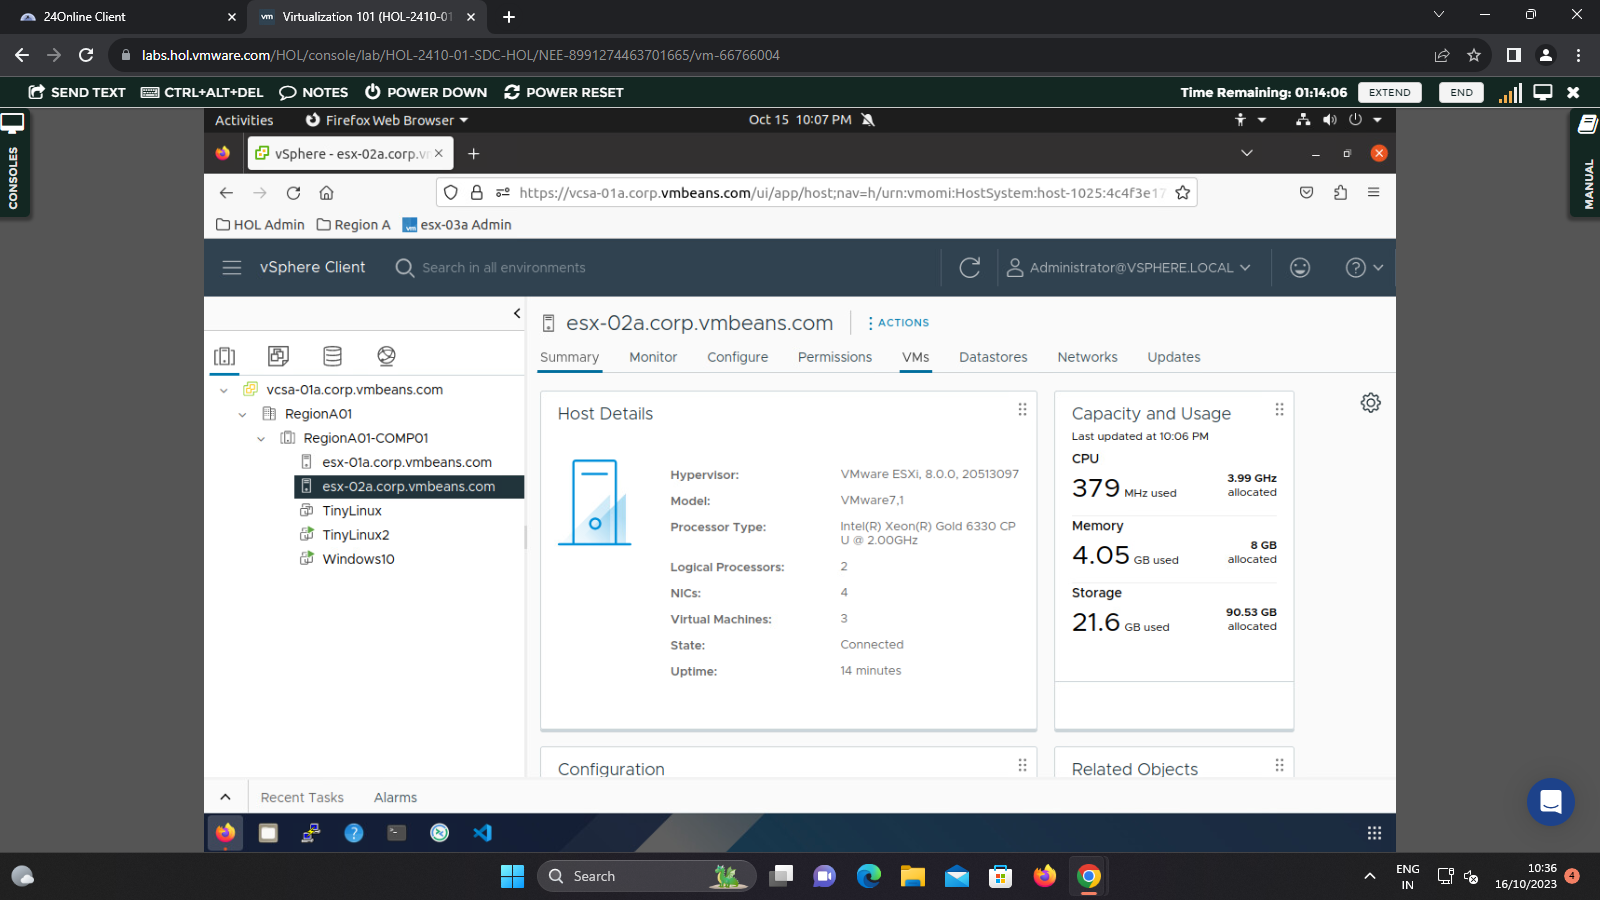 24Online Client
Virtualization 101 (HOL-2410-01
labs.hol.vmware.com/HOL/console/lab/HOL-2410-01-SDC-HOL/NEE-8991274463701665/vm-66766004
SEND TEXT
CTRL+ALT+DEL
NOTES
POWER DOWN
POWER RESET
Time Remaining: 01:14:06
EXTEND
END
CONSOLES
MANUAL
Activities
Firefox Web Browser
Oct 15 10:07 PM
vSphere - esx-02a.corp.v
https://vcsa-01a.corp.vmbeans.com/ui/app/host;nav=h/urn:vmomi:HostSystem:host-1025:4c4f3e17
HOL Admin
Region A
vm
esx-03a Admin
vSphere Client
Search in all environments
Administrator@VSPHERE.LOCAL
vcsa-01a.corp.vmbeans.com
RegionA01
RegionA01-COMP01
esx-01a.corp.vmbeans.com
esx-02a.corp.vmbeans.com
TinyLinux
TinyLinux2
Windows10
esx-02a.corp.vmbeans.com
ACTIONS
Summary
Monitor
Configure
Permissions
VMs
Datastores
Networks
Updates
Host Details
Hypervisor: VMware ESXi, 8.0.0, 20513097
Model: VMware7,1
Processor Type: Intel(R) Xeon(R) Gold 6330 CP
U @ 2.00GHz
Logical Processors: 2
NICs: 4
Virtual Machines: 3
State: Connected
Uptime: 14 minutes
Capacity and Usage
Last updated at 10:06 PM
CPU
379 MHz used
3.99 GHz
allocated
Memory
4.05 GB used
8 GB
allocated
Storage
21.6 GB used
90.53 GB
allocated
Configuration
Related Objects
Recent Tasks
Alarms
Search
ENG
IN
10:36
16/10/2023
4